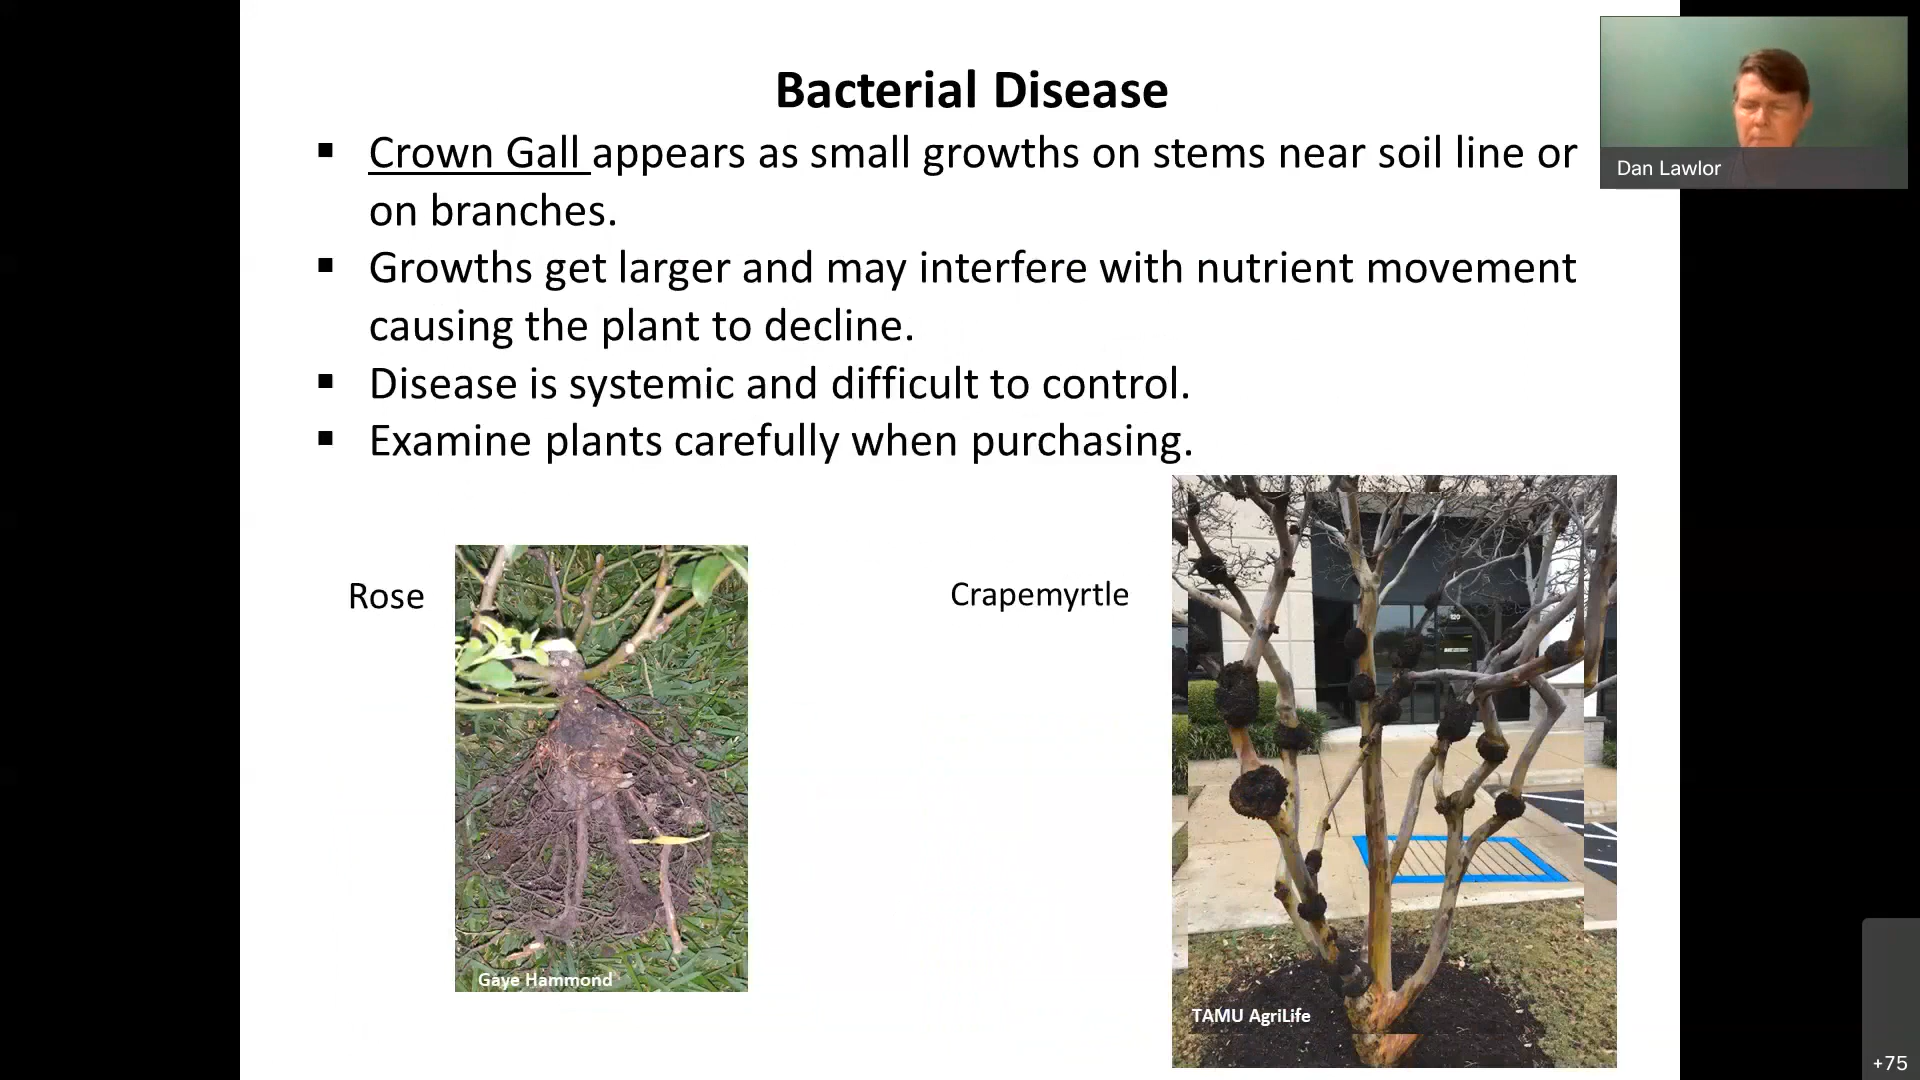 Bacterial Disease
▪ Crown Gall appears as small growths on stems near soil line or
on branches.
▪ Growths get larger and may interfere with nutrient movement
causing the plant to decline.
▪ Disease is systemic and difficult to control.
▪ Examine plants carefully when purchasing.
Dan Lawlor
Rose
Crapemyrtle
120
Gaye Hammond
TAMU AgriLife
+75